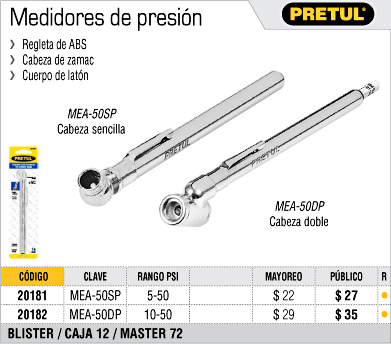 Medidores de presión
PRETUL
Regleta de ABS
Cabeza de zamac
Cuerpo de latón
MEA-50SP
Cabeza sencilla
PRETUL
PRETUL
MEA-50DP
Cabeza doble
PRETUL
CÓDIGO CLAVE RANGO PSI MAYOREO PÚBLICO R
20181 MEA-50SP 5-50 $ 22 $ 27
20182 MEA-50DP 10-50 $ 29 $ 35
BLISTER / CAJA 12 / MASTER 72